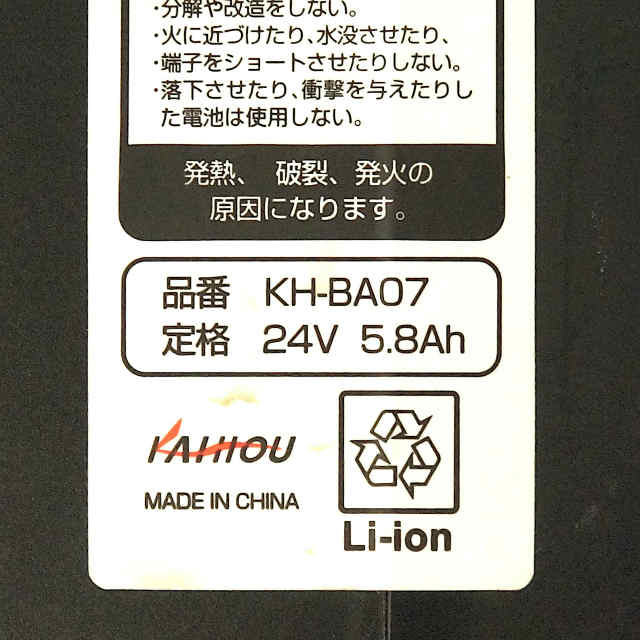 ・分解や改造をしない。
・火に近づけたり、水没させたり、
・端子をショートさせたりしない。
・落下させたり、衝撃を与えたりし
た電池は使用しない。
発熱、 破裂、発火の
原因になります。
品番 KH-BA07
定格 24V 5.8Ah
KAHIOU
MADE IN CHINA
Li-ion